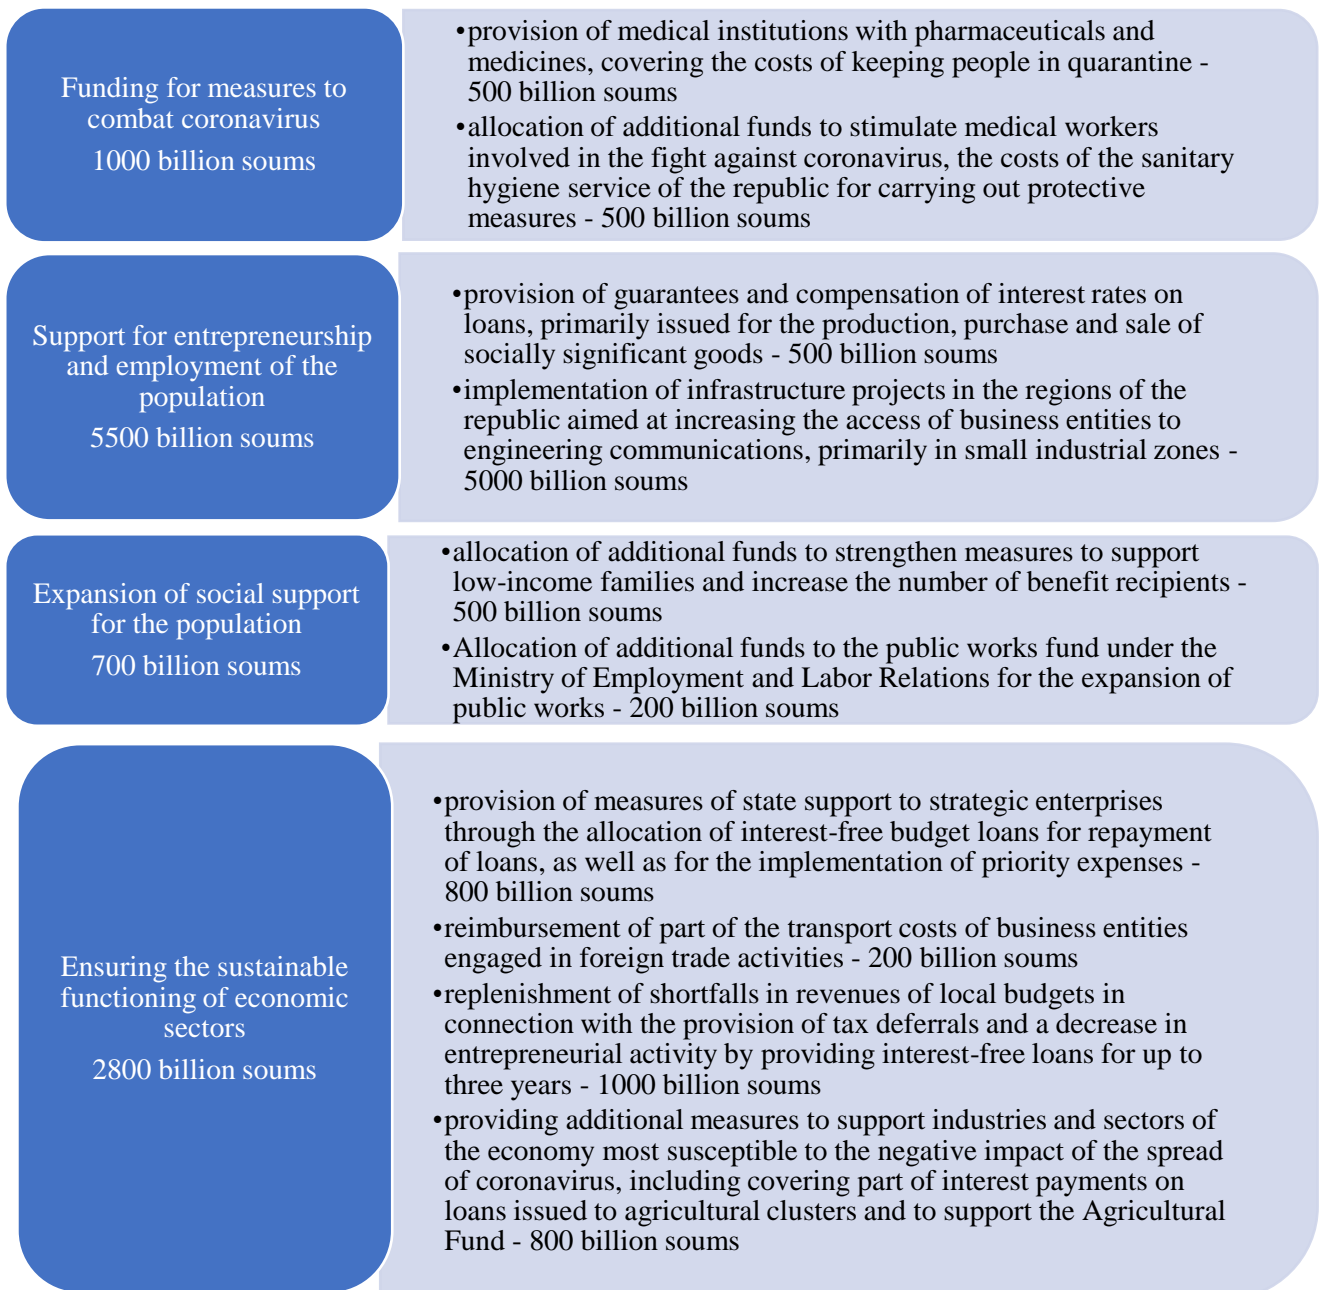 Funding for measures to
combat coronavirus
1000 billion soums
•provision of medical institutions with pharmaceuticals and
medicines, covering the costs of keeping people in quarantine -
500 billion soums
•allocation of additional funds to stimulate medical workers
involved in the fight against coronavirus, the costs of the sanitary
hygiene service of the republic for carrying out protective
measures - 500 billion soums
Support for entrepreneurship
and employment of the
population
5500 billion soums
•provision of guarantees and compensation of interest rates on
loans, primarily issued for the production, purchase and sale of
socially significant goods - 500 billion soums
•implementation of infrastructure projects in the regions of the
republic aimed at increasing the access of business entities to
engineering communications, primarily in small industrial zones -
5000 billion soums
Expansion of social support
for the population
700 billion soums
•allocation of additional funds to strengthen measures to support
low-income families and increase the number of benefit recipients -
500 billion soums
•Allocation of additional funds to the public works fund under the
Ministry of Employment and Labor Relations for the expansion of
public works - 200 billion soums
Ensuring the sustainable
functioning of economic
sectors
2800 billion soums
•provision of measures of state support to strategic enterprises
through the allocation of interest-free budget loans for repayment
of loans, as well as for the implementation of priority expenses -
800 billion soums
•reimbursement of part of the transport costs of business entities
engaged in foreign trade activities - 200 billion soums
•replenishment of shortfalls in revenues of local budgets in
connection with the provision of tax deferrals and a decrease in
entrepreneurial activity by providing interest-free loans for up to
three years - 1000 billion soums
•providing additional measures to support industries and sectors of
the economy most susceptible to the negative impact of the spread
of coronavirus, including covering part of interest payments on
loans issued to agricultural clusters and to support the Agricultural
Fund - 800 billion soums